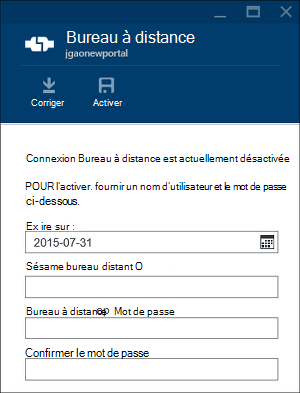 Bureau à distance
jgaonewportal
Corriger
Activer
Connexion Bureau à distance est actuellement désactivée
POUR l'activer. fournir un nom d'utilisateur et le mot de passe
ci-dessous.
Ex ire sur :
2015-07-31
Sésame bureau distant O
Bureau à distance op Mot de passe
Confirmer le mot de passe